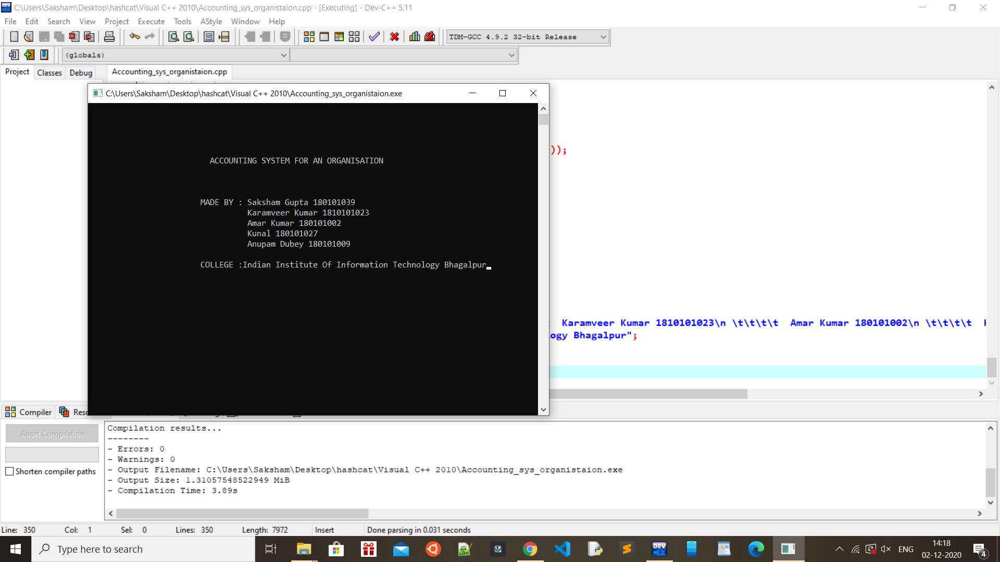 C:\Users\Saksham\Desktop\hashcat\Visual C++ 2010\Accounting_sys_organistaion.cpp - [Executing] - Dev-C++ 5.11
File Edit Search View Project Execute Tools AStyle Window Help
TDM-GCC 4.9.2 32-bit Release
(globals)
Project Classes Debug Accounting_sys_organistaion.cpp
C:\Users\Saksham\Desktop\hashcat\Visual C++ 2010\Accounting_sys_organistaion.exe
));
ACCOUNTING SYSTEM FOR AN ORGANISATION
MADE BY : Saksham Gupta 180101039
Karamveer Kumar 1810101023
Amar Kumar 180101002
Kunal 180101027
Anupam Dubey 180101009
COLLEGE :Indian Institute Of Information Technology Bhagalpur
Karamveer Kumar 1810101023\n \t\t\t\t  Amar Kumar 180101002\n \t\t\t\t
ogy Bhagalpur";
Compiler
Abort Compilation
Shorten compiler paths
Compilation results...
--------
- Errors: 0
- Warnings: 0
- Output Filename: C:\Users\Saksham\Desktop\hashcat\Visual C++ 2010\Accounting_sys_organistaion.exe
- Output Size: 1.31057548522949 MiB
- Compilation Time: 3.89s
Line: 350 Col: 1 Sel: 0 Lines: 350 Length: 7972 Insert Done parsing in 0.031 seconds
Type here to search
DEV
ENG
14:18
02-12-2020
4